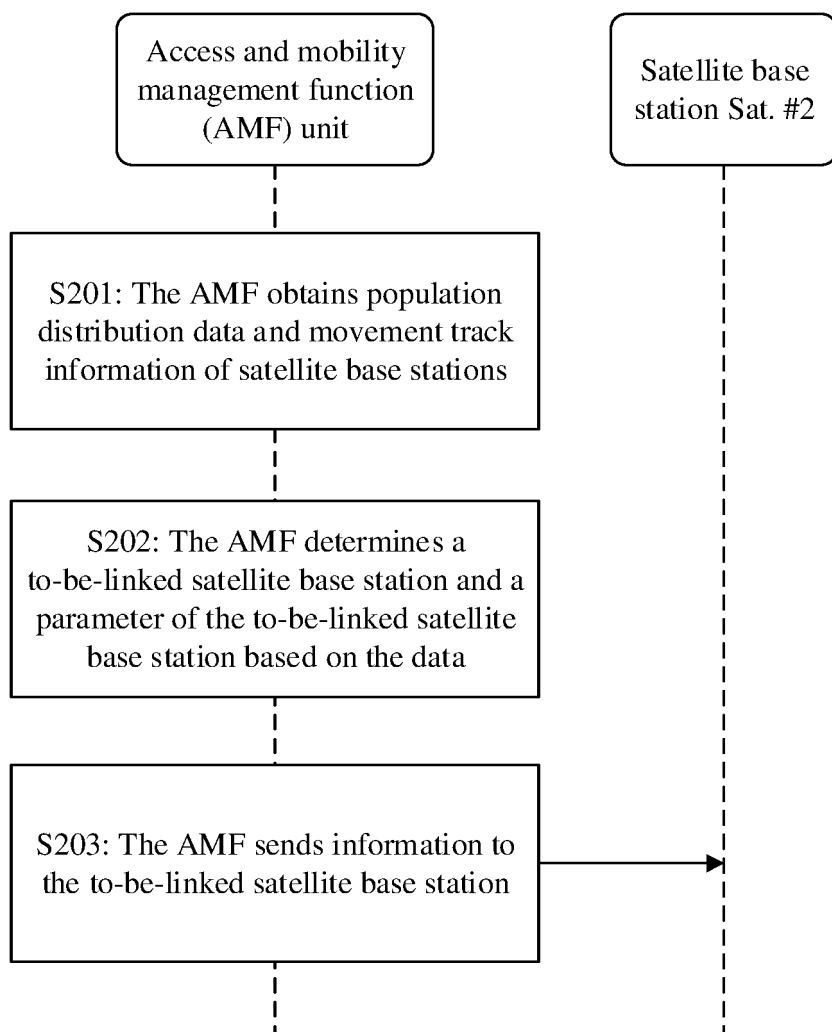 Access and mobility
management function
(AMF) unit
Satellite base
station Sat. #2
S201: The AMF obtains population
distribution data and movement track
information of satellite base stations
S202: The AMF determines a
to-be-linked satellite base station and a
parameter of the to-be-linked satellite
base station based on the data
S203: The AMF sends information to
the to-be-linked satellite base station